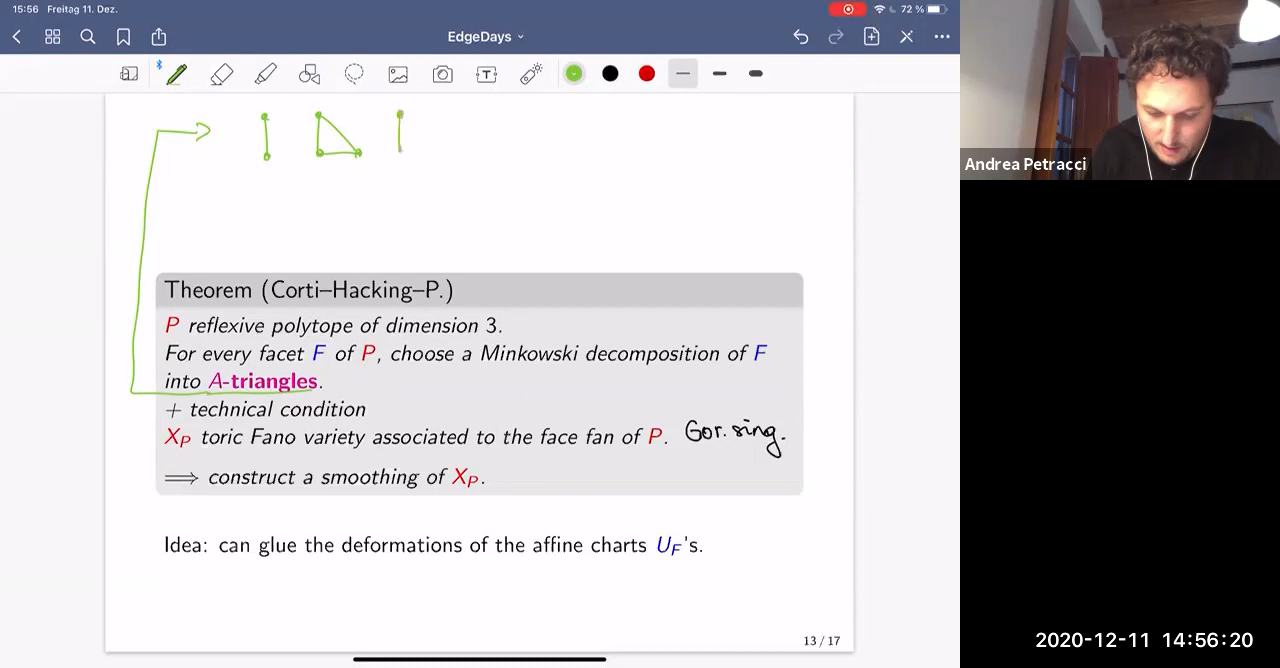 15:56 Freitag 11. Dez.
72 %
EdgeDays
T
Theorem (Corti–Hacking–P.)
P reflexive polytope of dimension 3.
For every facet F of P, choose a Minkowski decomposition of F
into A-triangles.
+ technical condition
X_P toric Fano variety associated to the face fan of P. Gor. sing.
⟹ construct a smoothing of X_P.
Idea: can glue the deformations of the affine charts U_F's.
13 / 17
Andrea Petracci
2020-12-11 14:56:20